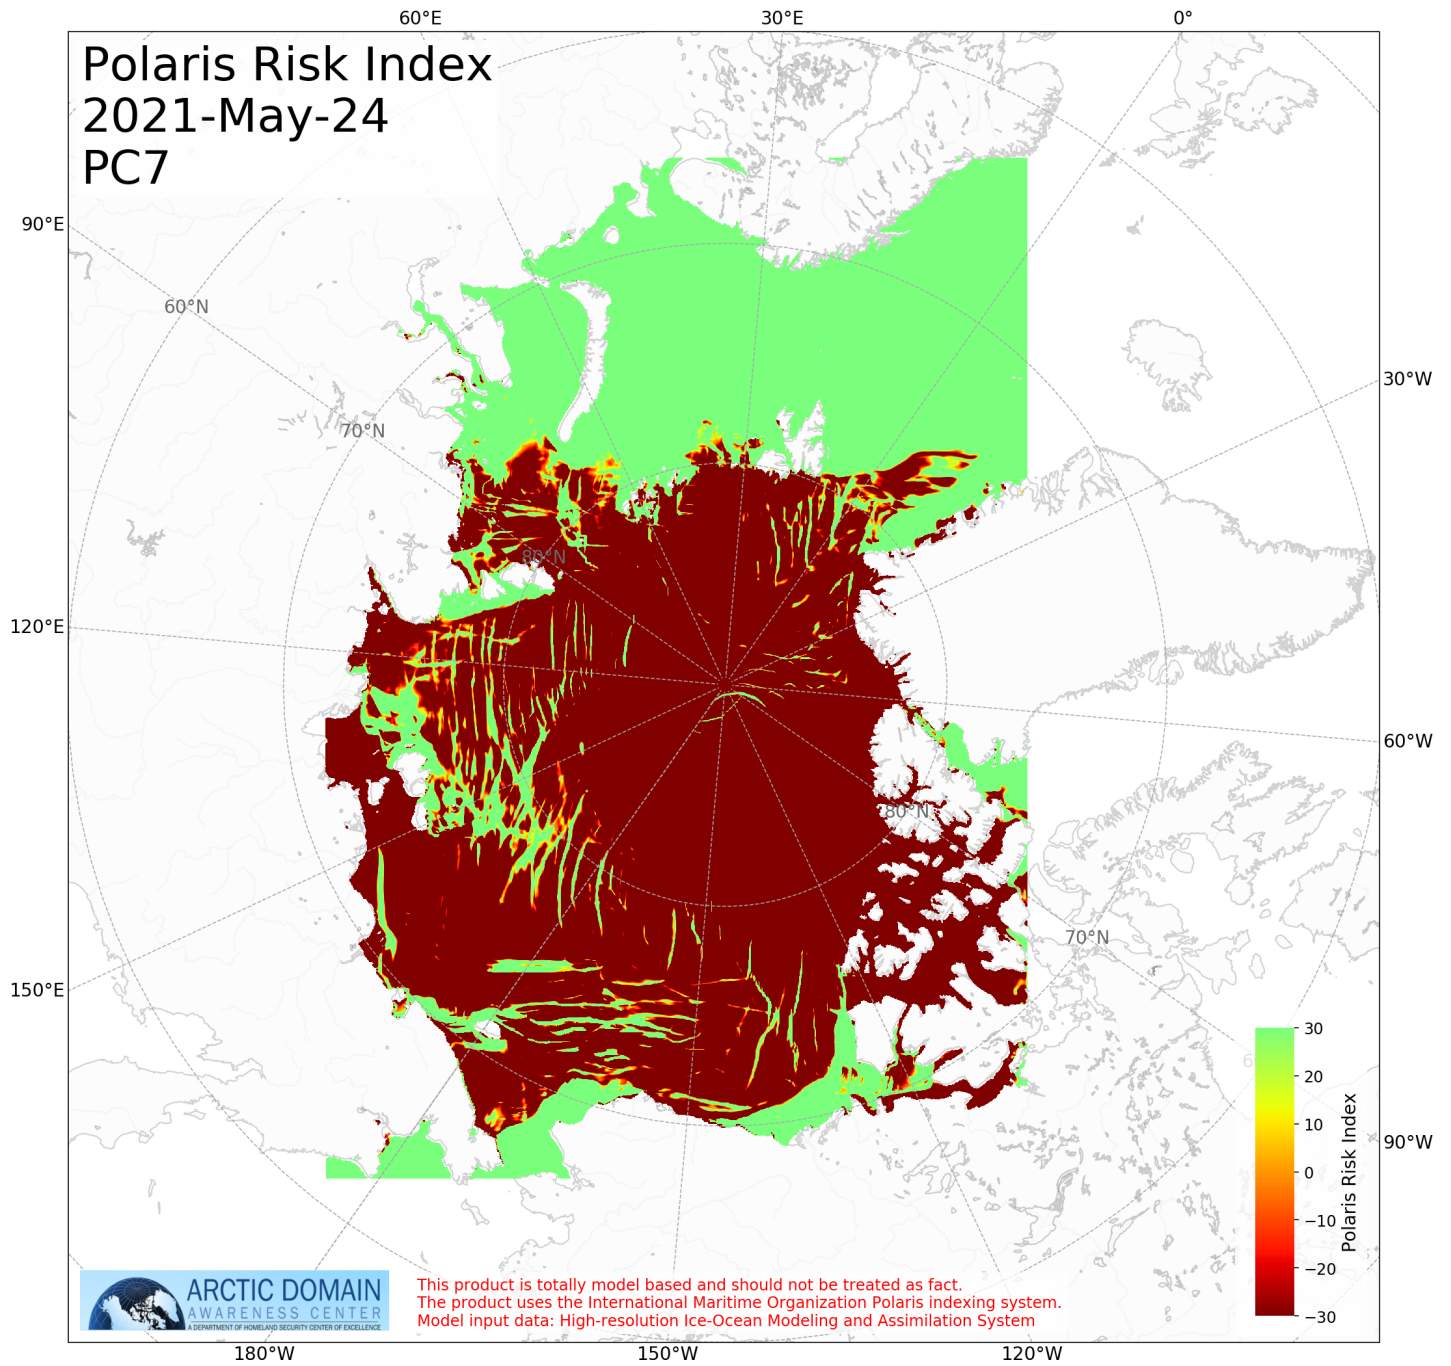 60°E
30°E
0°
Polaris Risk Index
2021-May-24
PC7
90°E
60°N
30°W
70°N
80°N
120°E
60°W
80°N
70°N
150°E
30
20
10
0
−10
−20
−30
Polaris Risk Index
90°W
ARCTIC DOMAIN
AWARENESS CENTER
A DEPARTMENT OF HOMELAND SECURITY CENTER OF EXCELLENCE
This product is totally model based and should not be treated as fact.
The product uses the International Maritime Organization Polaris indexing system.
Model input data: High-resolution Ice-Ocean Modeling and Assimilation System
180°W
150°W
120°W